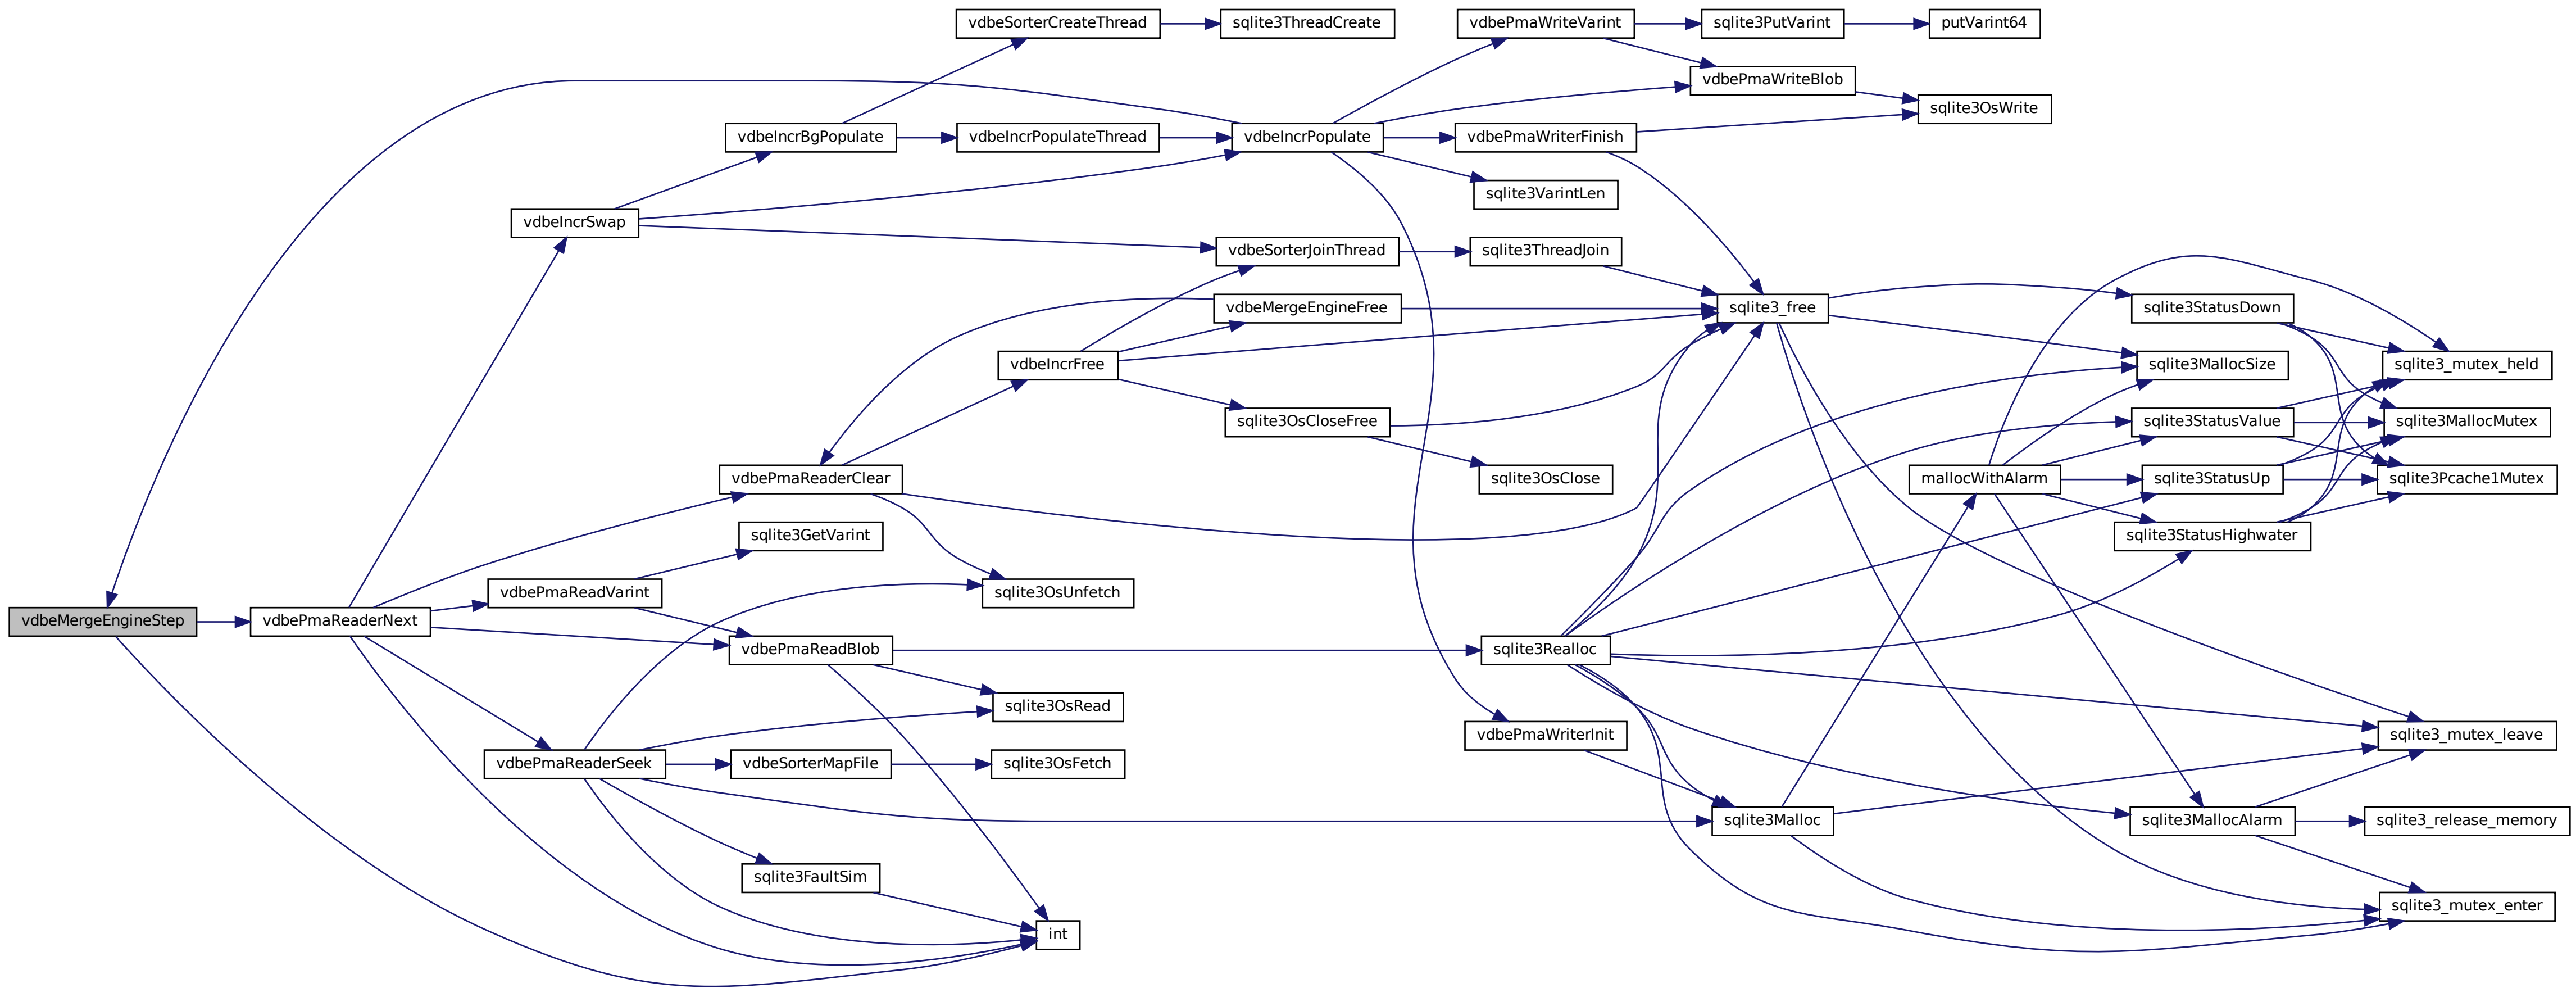 vdbeSorterCreateThread
sqlite3ThreadCreate
vdbePmaWriteVarint
sqlite3PutVarint
putVarint64
vdbePmaWriteBlob
sqlite3OsWrite
vdbeIncrBgPopulate
vdbeIncrPopulateThread
vdbeIncrPopulate
vdbePmaWriterFinish
sqlite3VarintLen
vdbeIncrSwap
vdbeSorterJoinThread
sqlite3ThreadJoin
vdbeMergeEngineFree
sqlite3_free
sqlite3StatusDown
vdbeIncrFree
sqlite3MallocSize
sqlite3_mutex_held
sqlite3OsCloseFree
sqlite3StatusValue
sqlite3MallocMutex
vdbePmaReaderClear
sqlite3OsClose
mallocWithAlarm
sqlite3StatusUp
sqlite3Pcache1Mutex
sqlite3GetVarint
sqlite3StatusHighwater
vdbePmaReadVarint
sqlite3OsUnfetch
vdbeMergeEngineStep
vdbePmaReaderNext
vdbePmaReadBlob
sqlite3Realloc
sqlite3OsRead
vdbePmaWriterInit
sqlite3_mutex_leave
vdbePmaReaderSeek
vdbeSorterMapFile
sqlite3OsFetch
sqlite3Malloc
sqlite3MallocAlarm
sqlite3_release_memory
sqlite3FaultSim
sqlite3_mutex_enter
int